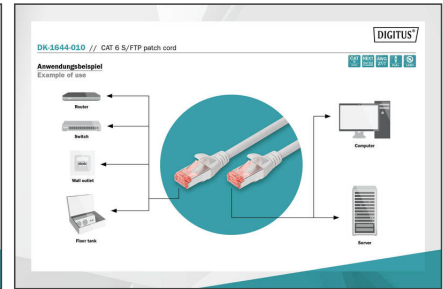 DIGITUS®
DK-1644-010 // CAT 6 S/FTP patch cord
Anwendungsbeispiel
Example of use
Router
Switch
Wall outlet
Floor tank
Computer
Server